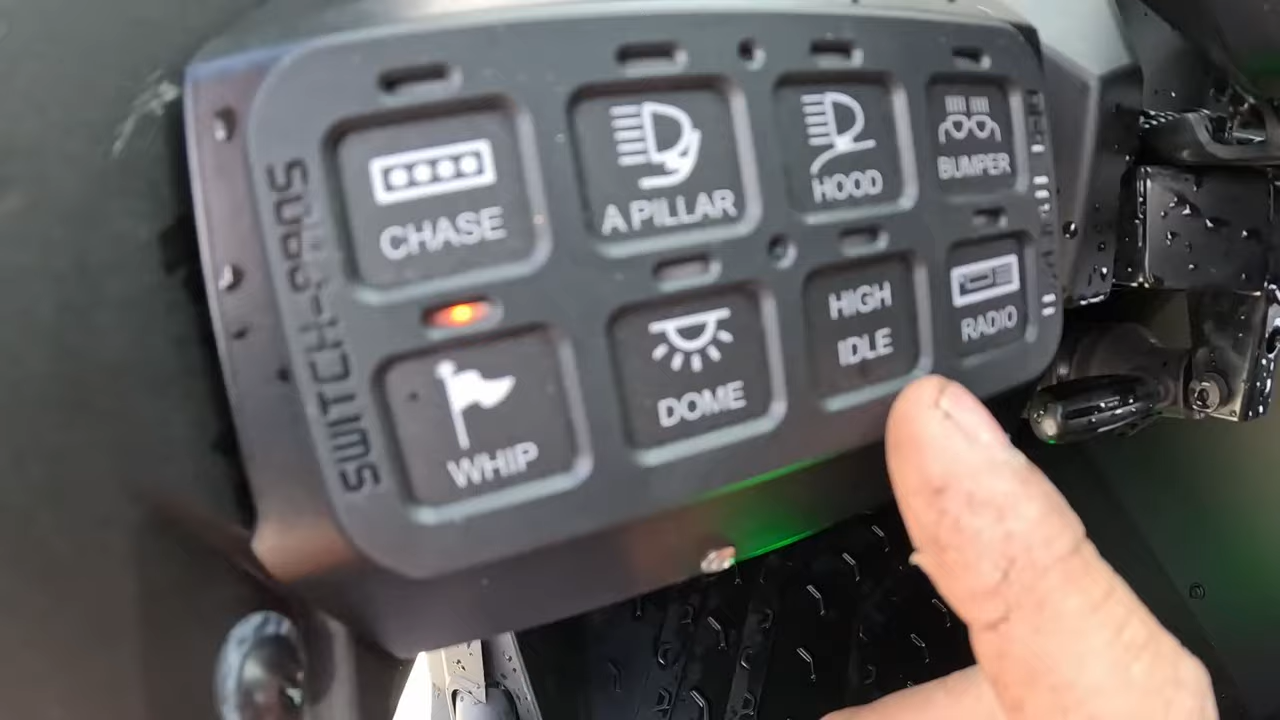 CHASE
A PILLAR
HOOD
BUMPER
WHIP
DOME
HIGH
IDLE
RADIO
SWITCH-PROS